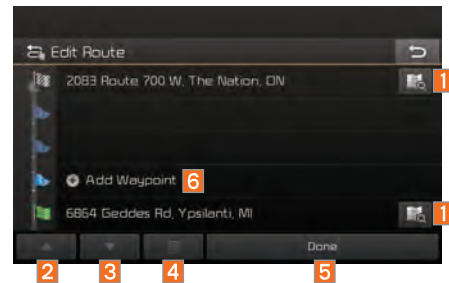 Edit Route
2083 Route 700 W, The Nation, ON
1
Add Waypoint 6
6864 Geddes Rd, Ypsilanti, MI
1
Done
2 3 4 5